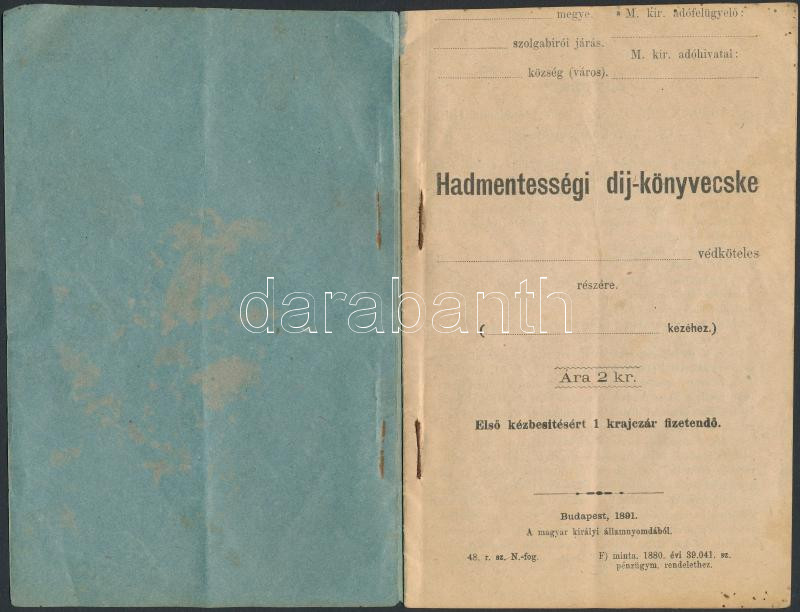 megye. M. kir. adófelügyelő:
szolgabirói járás.
M. kir. adóhivatal:
község (város).
Hadmentességi dij-könyvecske
védköteles
részére.
( kezéhez.)
Ára 2 kr.
Első kézbesitésért 1 krajczár fizetendő.
Budapest, 1891.
A magyar királyi államnyomdából.
48. r. sz. N.-fog. F) minta. 1880. évi 39.041. sz.
pénzügym. rendelethez.
darabanth